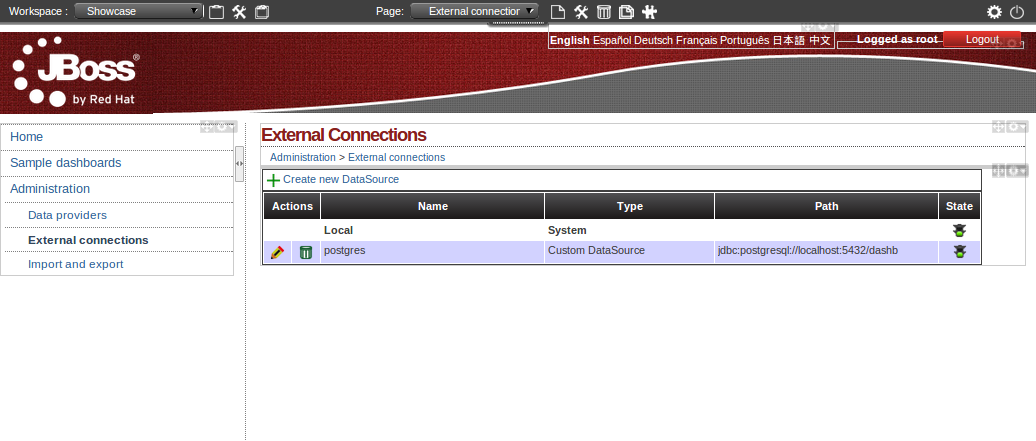 Workspace : Showcase Page: External connection
English Español Deutsch Français Português 日本語 中文 Logged as root Logout
JBoss®
by Red Hat
Home
Sample dashboards
Administration
Data providers
External connections
Import and export
External Connections
Administration > External connections
Create new DataSource
Actions Name Type Path State
Local System
postgres Custom DataSource jdbc:postgresql://localhost:5432/dashb